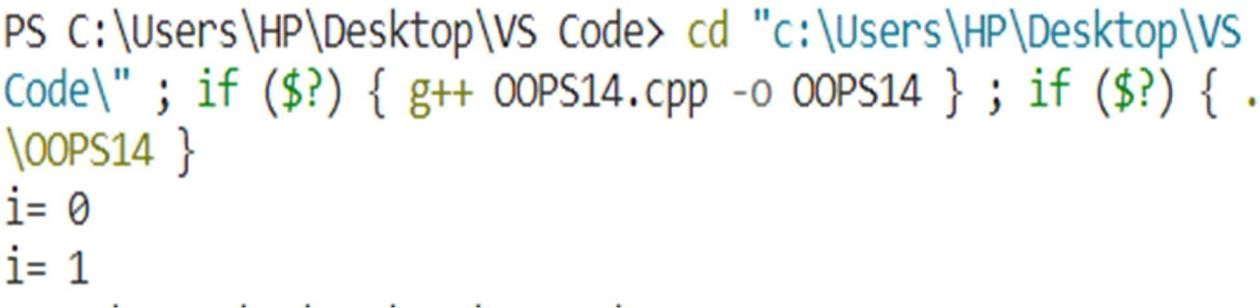 PS C:\Users\HP\Desktop\VS Code> cd "c:\Users\HP\Desktop\VS
Code\" ; if ($?) { g++ OOPS14.cpp -o OOPS14 } ; if ($?) { .
\OOPS14 }
i= 0
i= 1